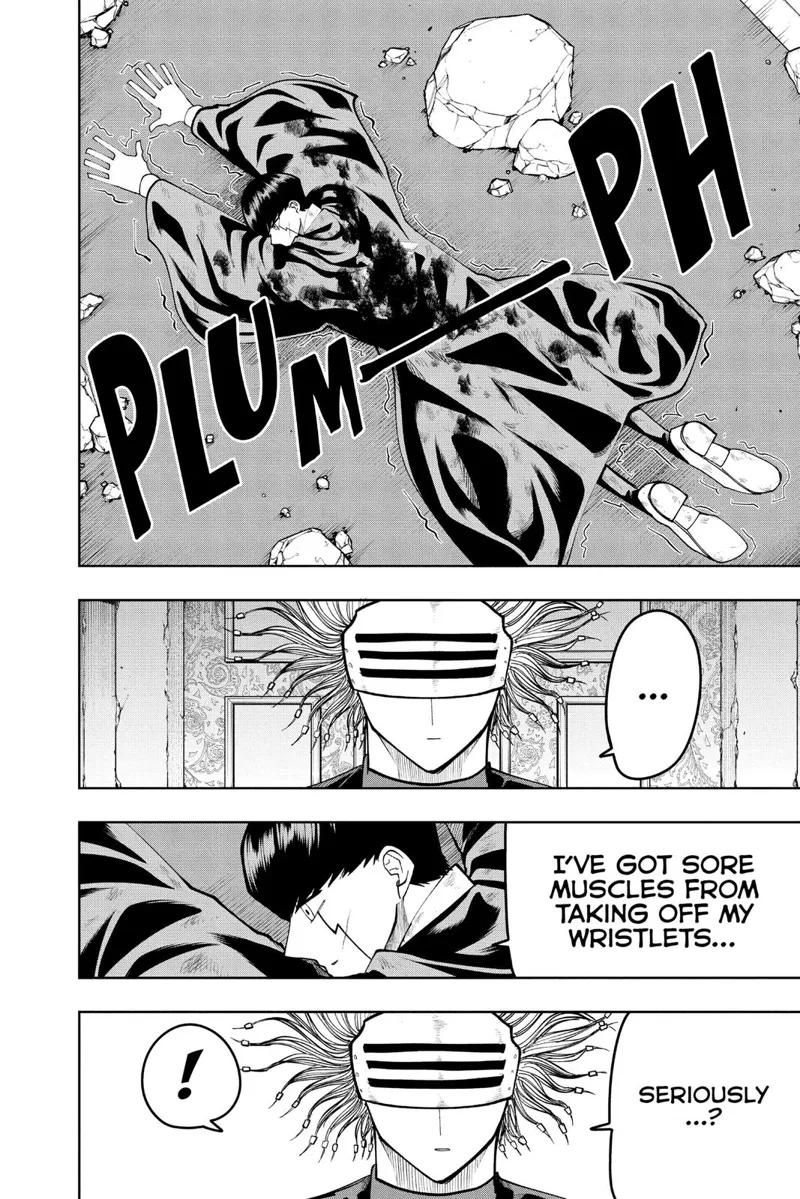 PLUM—PH
...
I'VE GOT SORE
MUSCLES FROM
TAKING OFF MY
WRISTLETS...
SERIOUSLY
...?
!